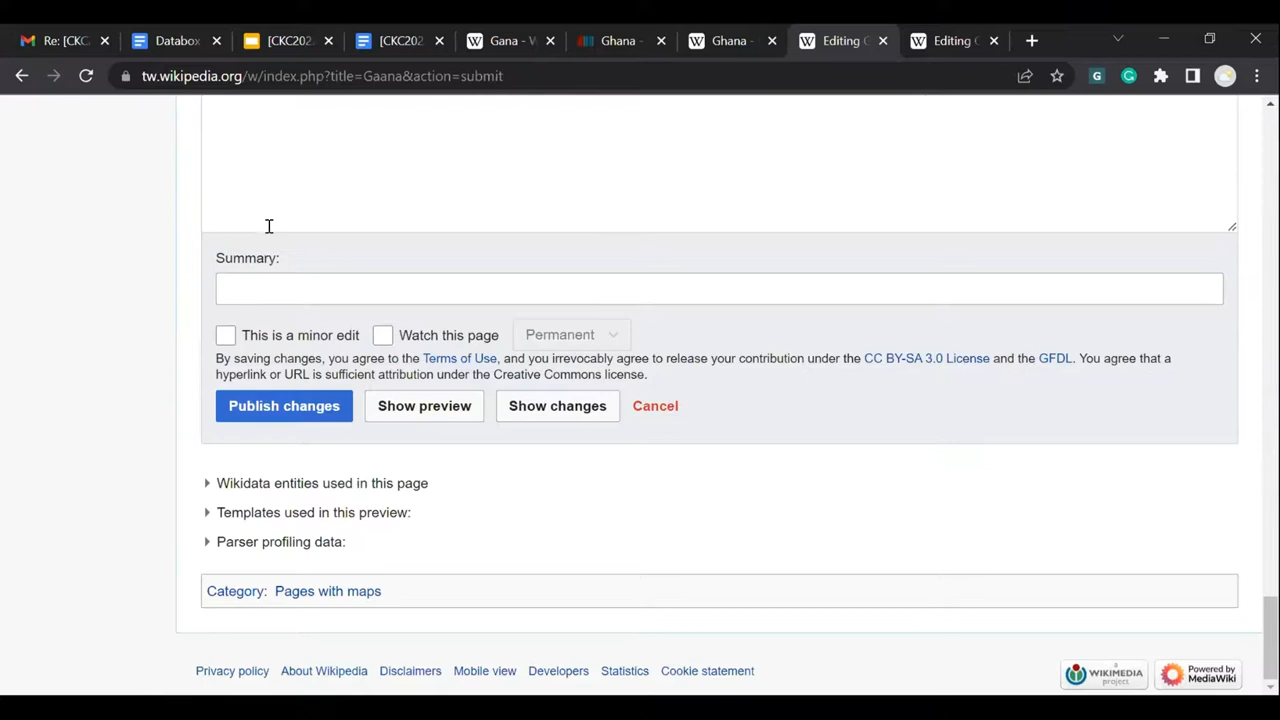 Re: [CKC
Databox
[CKC202
[CKC202
Gana - W
Ghana -
Ghana -
Editing G
Editing G
tw.wikipedia.org/w/index.php?title=Gaana&action=submit
Summary:
This is a minor edit
Watch this page
Permanent
By saving changes, you agree to the Terms of Use, and you irrevocably agree to release your contribution under the CC BY-SA 3.0 License and the GFDL. You agree that a
hyperlink or URL is sufficient attribution under the Creative Commons license.
Publish changes
Show preview
Show changes
Cancel
Wikidata entities used in this page
Templates used in this preview:
Parser profiling data:
Category: Pages with maps
Privacy policy
About Wikipedia
Disclaimers
Mobile view
Developers
Statistics
Cookie statement
a
WIKIMEDIA
project
Powered by
MediaWiki